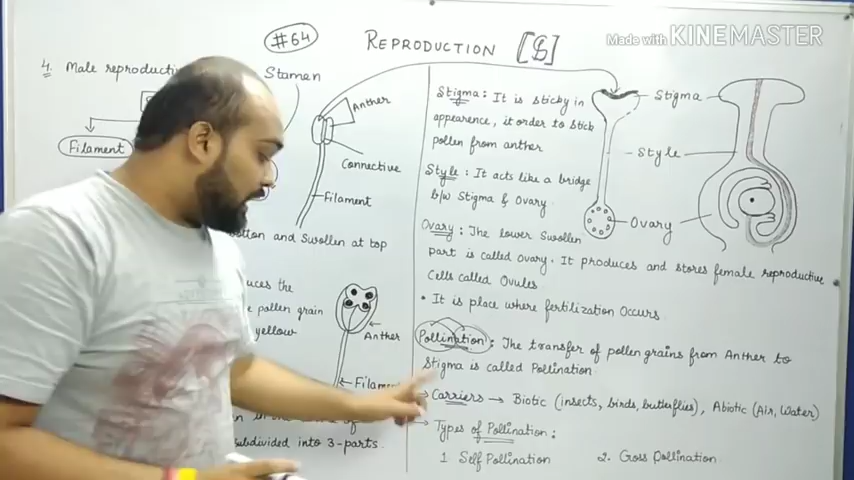 #64
REPRODUCTION
Made with KINEMASTER
4. Male reproducti
Filament
Stamen
Anther
Connective
Filament
otton and Swollen at top
uces the
pollen grain
yellow
Anther
Filam
subdivided into 3-parts.
Stigma: It is sticky in
appearence, it order to stick
pollen from anther
Style: It acts like a bridge
b/w Stigma & Ovary.
Ovary: The lower Swollen
part is called ovary. It produces and stores female reproductive
Cells called Ovules.
• It is place where fertilization Occurs.
Pollination: The transfer of pollen grains from Anther to
Stigma is called Pollination
→ Carriers → Biotic (insects, birds, butterflies), Abiotic (Air, Water)
→ Types of Pollination:
1 Self Pollination 2. Cross Pollination
Stigma
Style
Ovary